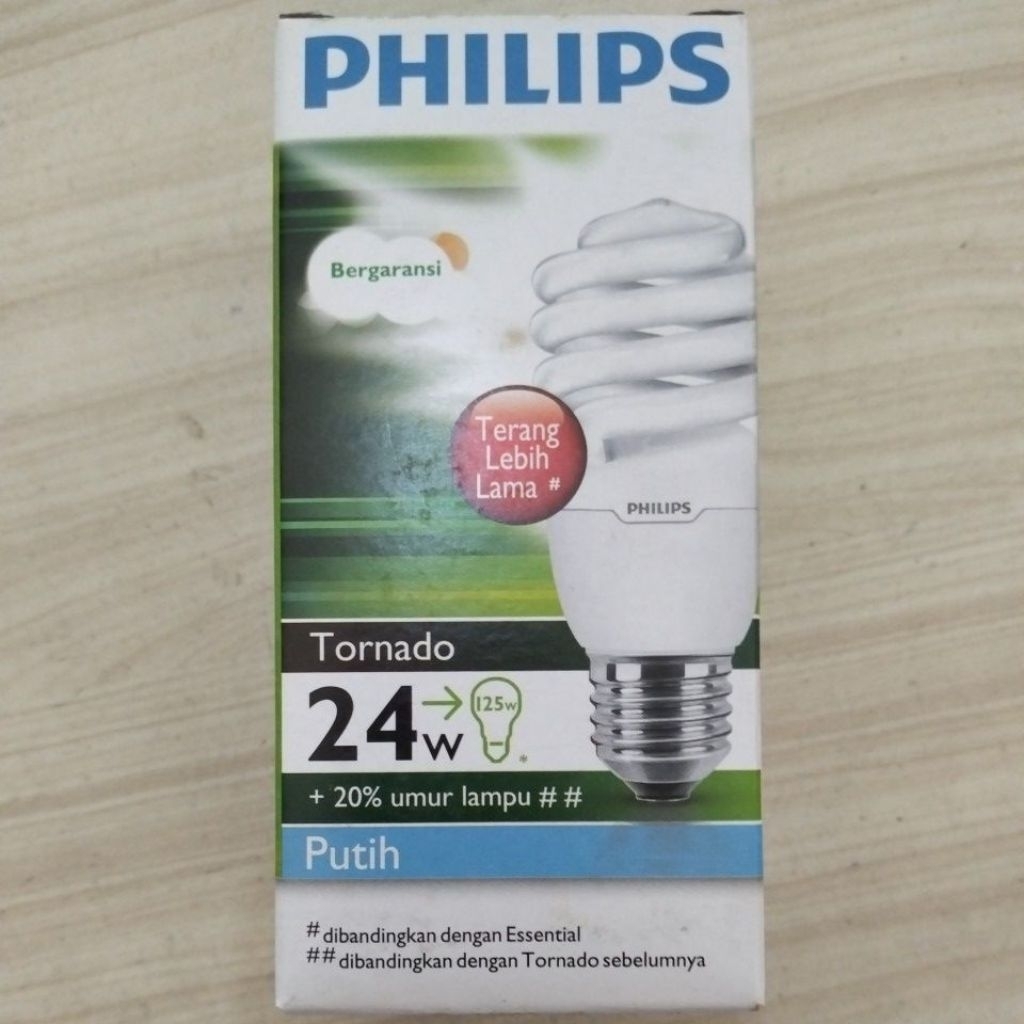 PHILIPS
Bergaransi
Terang
Lebih
Lama #
PHILIPS
Tornado
24w → 125w *
+ 20% umur lampu # #
Putih
# dibandingkan dengan Essential
## dibandingkan dengan Tornado sebelumnya